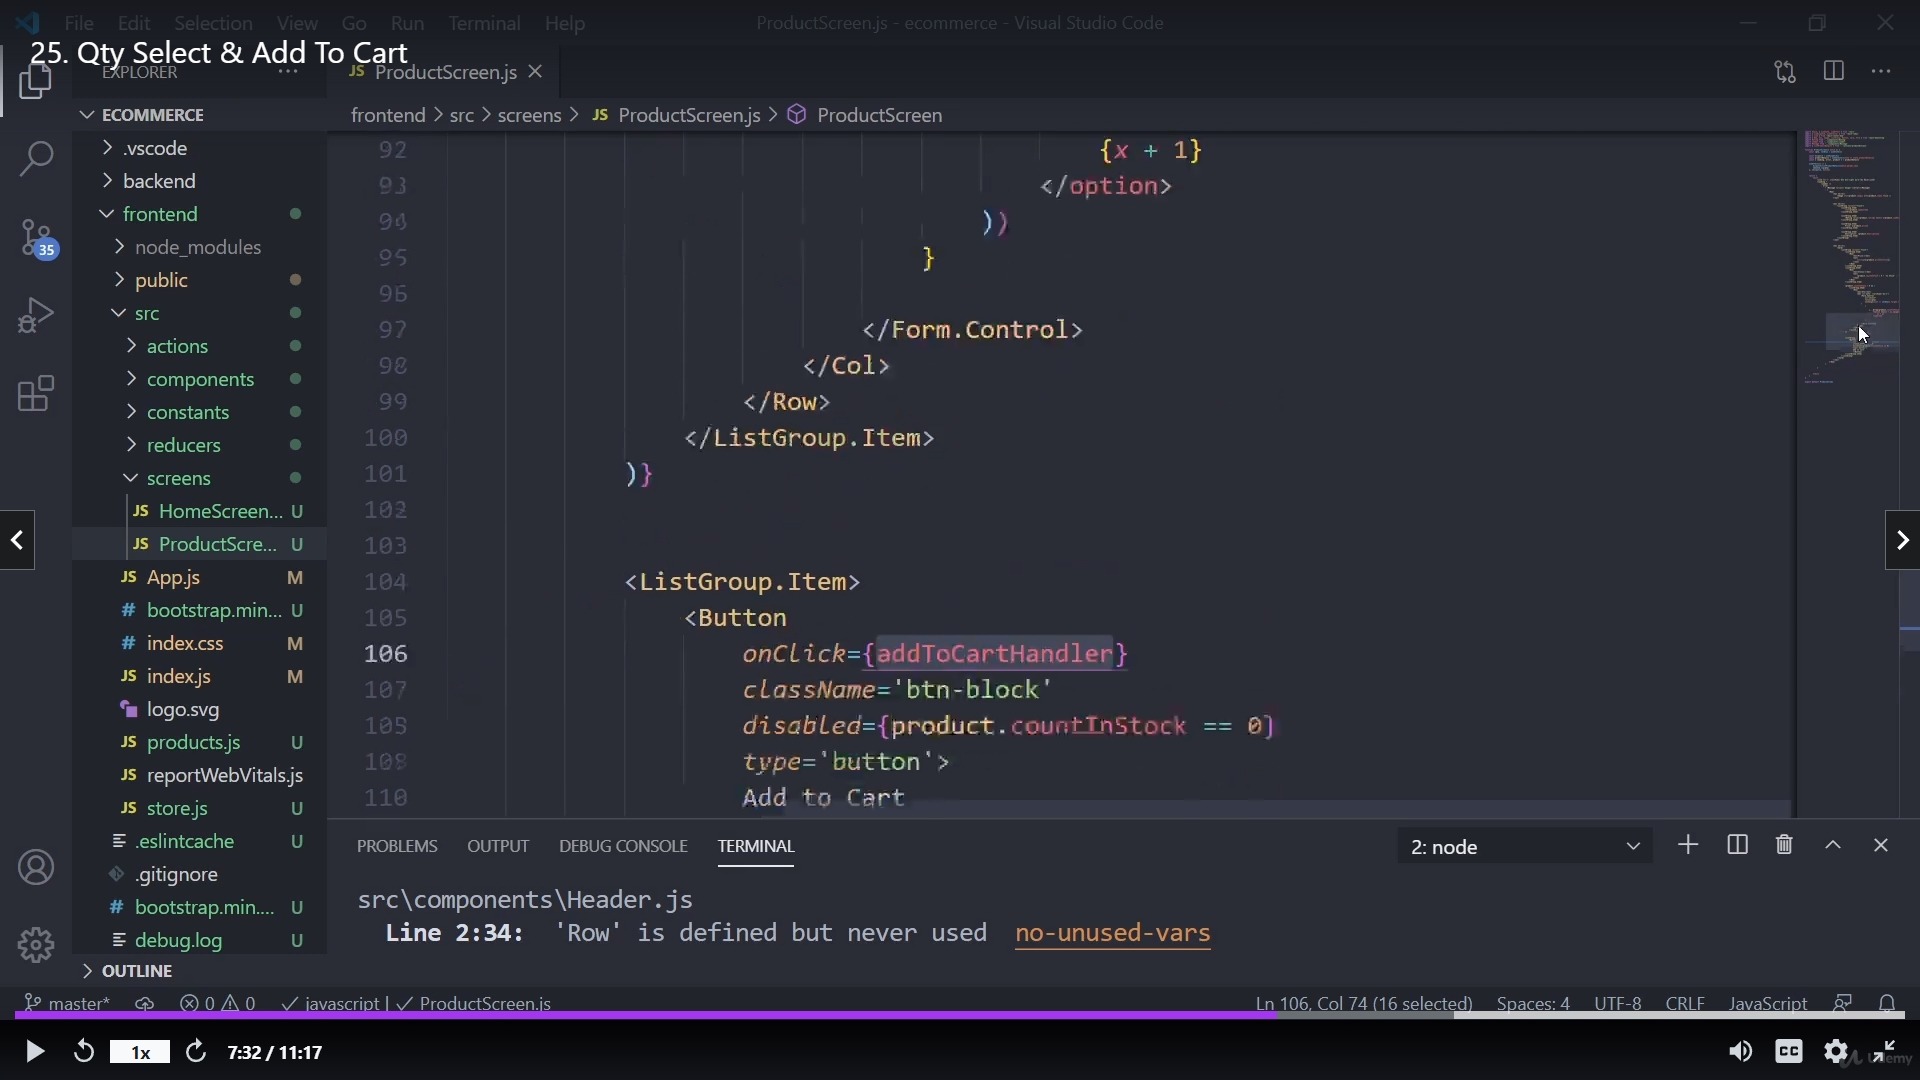 File Edit Selection View Go Run Terminal Help
ProductScreen.js - ecommerce - Visual Studio Code
25. Qty Select & Add To Cart
EXPLORER
JS ProductScreen.js
ECOMMERCE
frontend > src > screens > JS ProductScreen.js > ProductScreen
.vscode
backend
frontend
node_modules
public
src
actions
components
constants
reducers
screens
JS HomeScreen... U
JS ProductScre... U
JS App.js M
# bootstrap.min... U
# index.css M
JS index.js M
logo.svg
JS products.js U
JS reportWebVitals.js
JS store.js U
.eslintcache U
.gitignore
# bootstrap.min.... U
debug.log U
OUTLINE
35
92 {x + 1}
93 </option>
94 ))
95 }
96
97 </Form.Control>
98 </Col>
99 </Row>
100 </ListGroup.Item>
101 )}
102
103
104 <ListGroup.Item>
105 <Button
106 onClick={addToCartHandler}
107 className='btn-block'
disabled={product.countInStock == 0}
type='button'>
110 Add to Cart
PROBLEMS OUTPUT DEBUG CONSOLE TERMINAL
2: node
src\components\Header.js
Line 2:34: 'Row' is defined but never used no-unused-vars
master* 0 0 javascript | ProductScreen.js
Ln 106, Col 74 (16 selected) Spaces: 4 UTF-8 CRLF JavaScript
1x 7:32 / 11:17
CC
Udemy